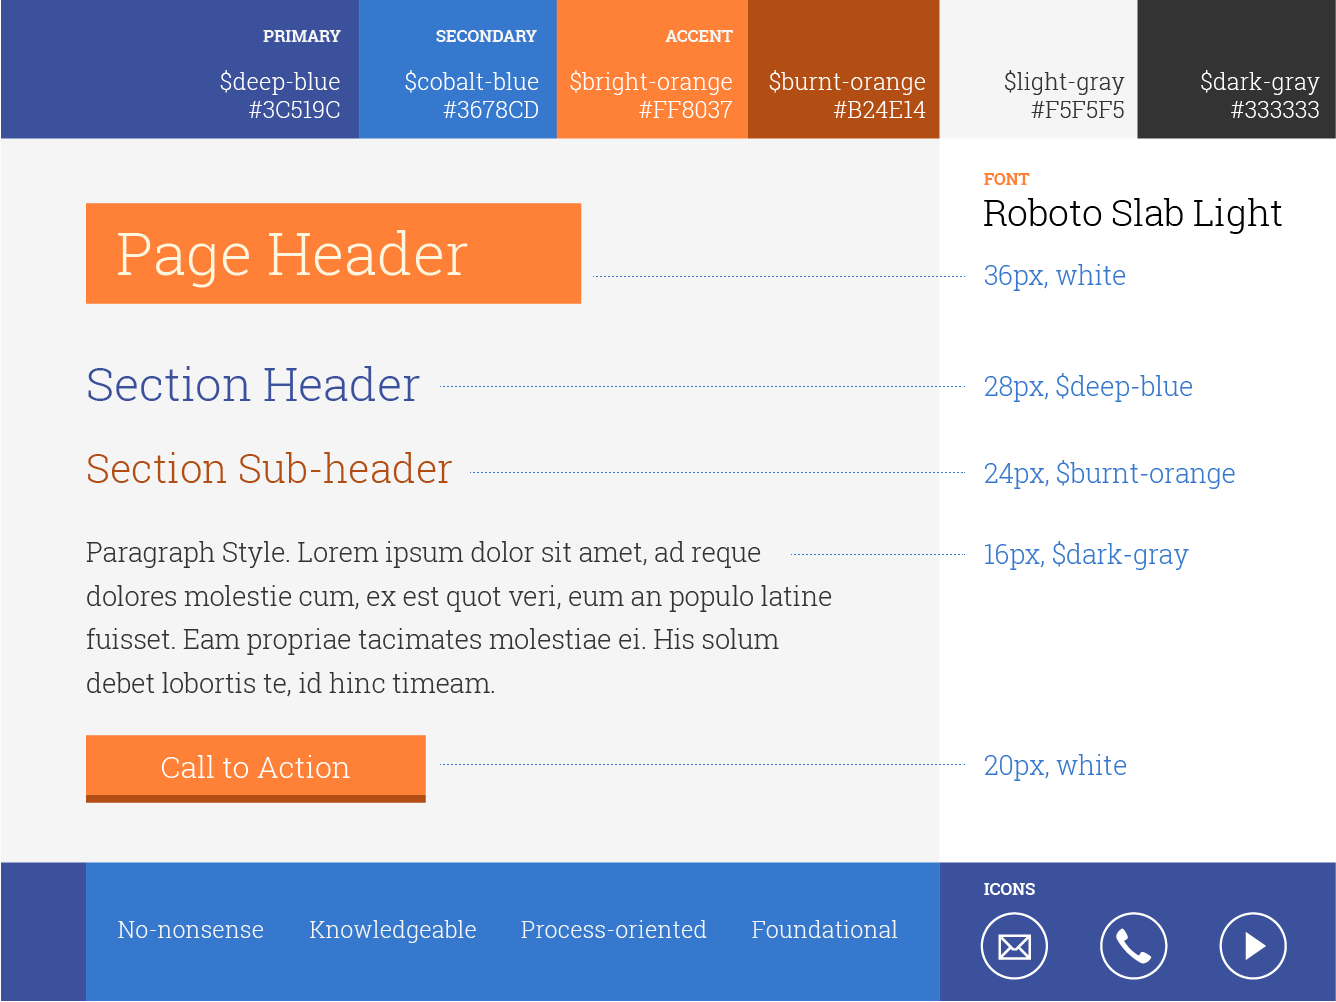 PRIMARY
$deep-blue
#3C519C
SECONDARY
$cobalt-blue
#3678CD
ACCENT
$bright-orange
#FF8037
$burnt-orange
#B24E14
$light-gray
#F5F5F5
$dark-gray
#333333
FONT
Roboto Slab Light
Page Header
36px, white
Section Header
28px, $deep-blue
Section Sub-header
24px, $burnt-orange
Paragraph Style. Lorem ipsum dolor sit amet, ad reque
16px, $dark-gray
dolores molestie cum, ex est quot veri, eum an populo latine
fuisset. Eam propriae tacimates molestiae ei. His solum
debet lobortis te, id hinc timeam.
Call to Action
20px, white
No-nonsense
Knowledgeable
Process-oriented
Foundational
ICONS